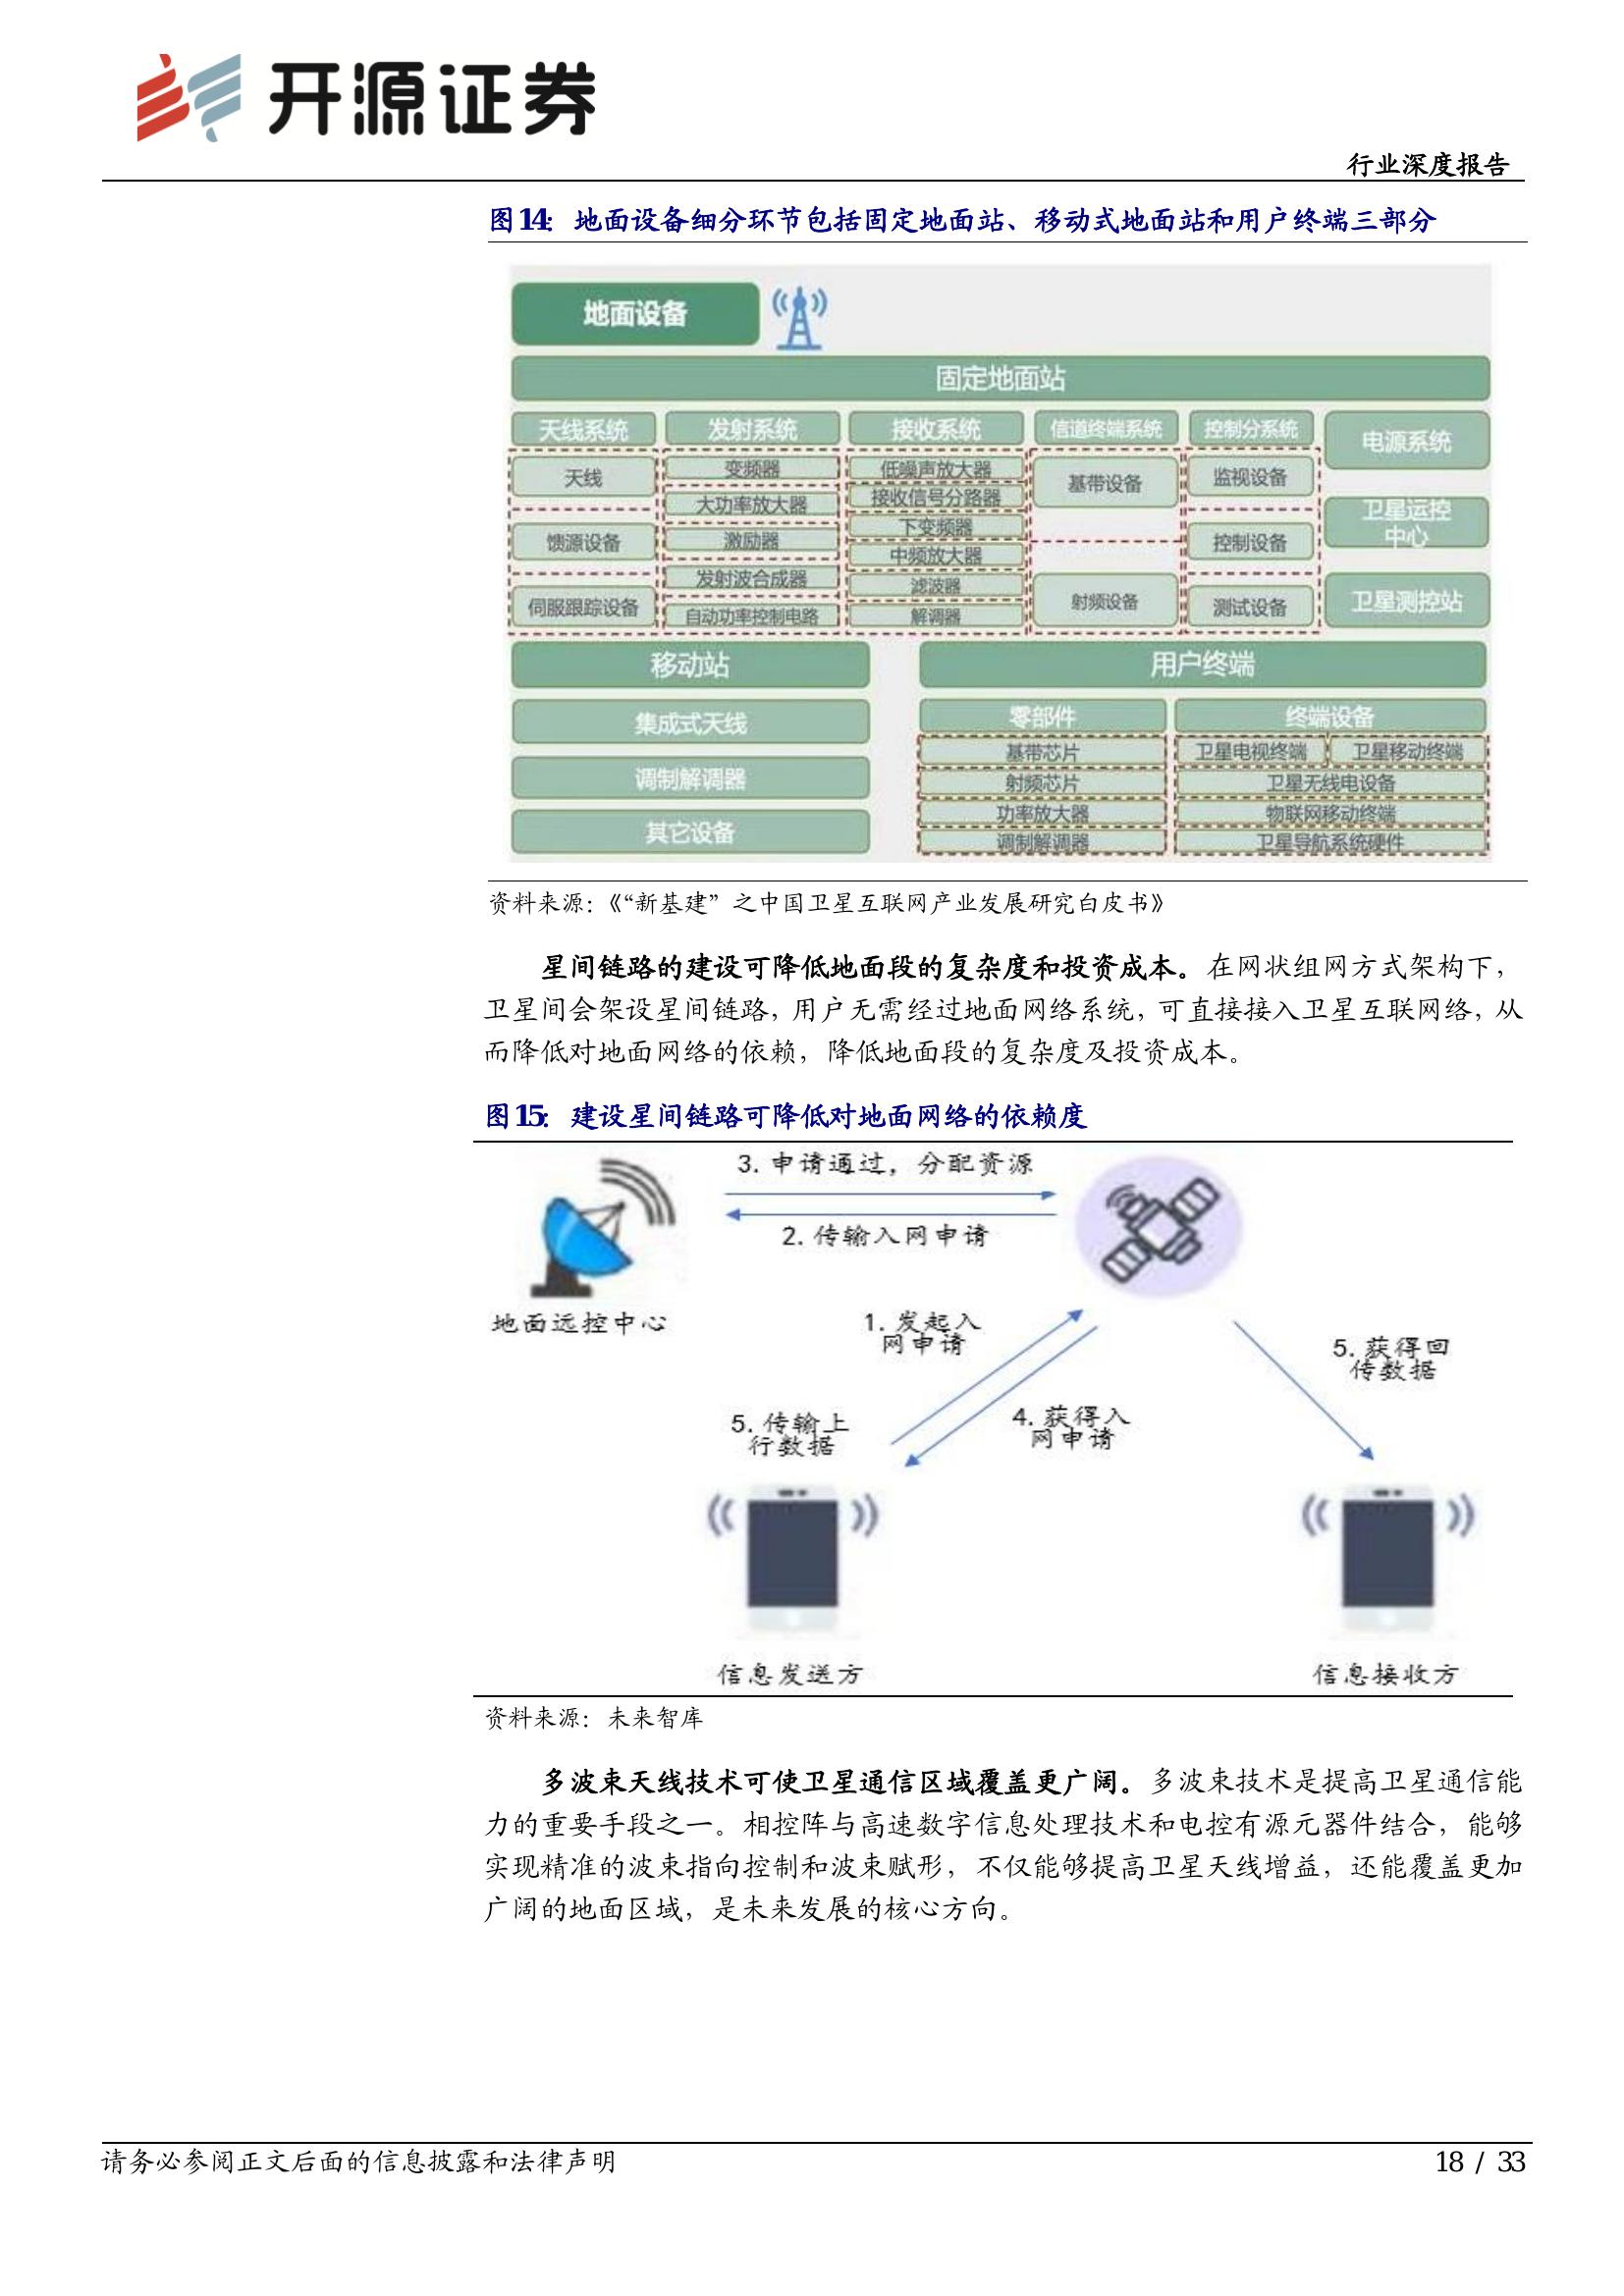 开源证券
行业深度报告
图14：地面设备细分环节包括固定地面站、移动式地面站和用户终端三部分
地面设备
固定地面站
天线系统
发射系统
接收系统
信道终端系统
控制分系统
电源系统
天线
变频器
低噪声放大器
基带设备
监视设备
大功率放大器
接收信号分路器
卫星运控
中心
馈源设备
激励器
下变频器
控制设备
中频放大器
发射波合成器
滤波器
射频设备
卫星测控站
伺服跟踪设备
自动功率控制电路
解调器
测试设备
移动站
用户终端
集成式天线
零部件
终端设备
基带芯片
卫星电视终端
卫星移动终端
调制解调器
射频芯片
卫星无线电设备
功率放大器
物联网移动终端
其它设备
调制解调器
卫星导航系统硬件
资料来源：《“新基建”之中国卫星互联网产业发展研究白皮书》
星间链路的建设可降低地面段的复杂度和投资成本。在网状组网方式架构下，
卫星间会架设星间链路，用户无需经过地面网络系统，可直接接入卫星互联网络，从
而降低对地面网络的依赖，降低地面段的复杂度及投资成本。
图15：建设星间链路可降低对地面网络的依赖度
3. 申请通过，分配资源
2. 传输入网申请
地面远控中心
1. 发起入
网申请
5. 获得回
传数据
5. 传输上
行数据
4. 获得入
网申请
信息发送方
信息接收方
资料来源：未来智库
多波束天线技术可使卫星通信区域覆盖更广阔。多波束技术是提高卫星通信能
力的重要手段之一。相控阵与高速数字信息处理技术和电控有源元器件结合，能够
实现精准的波束指向控制和波束赋形，不仅能够提高卫星天线增益，还能覆盖更加
广阔的地面区域，是未来发展的核心方向。
请务必参阅正文后面的信息披露和法律声明
18 / 33